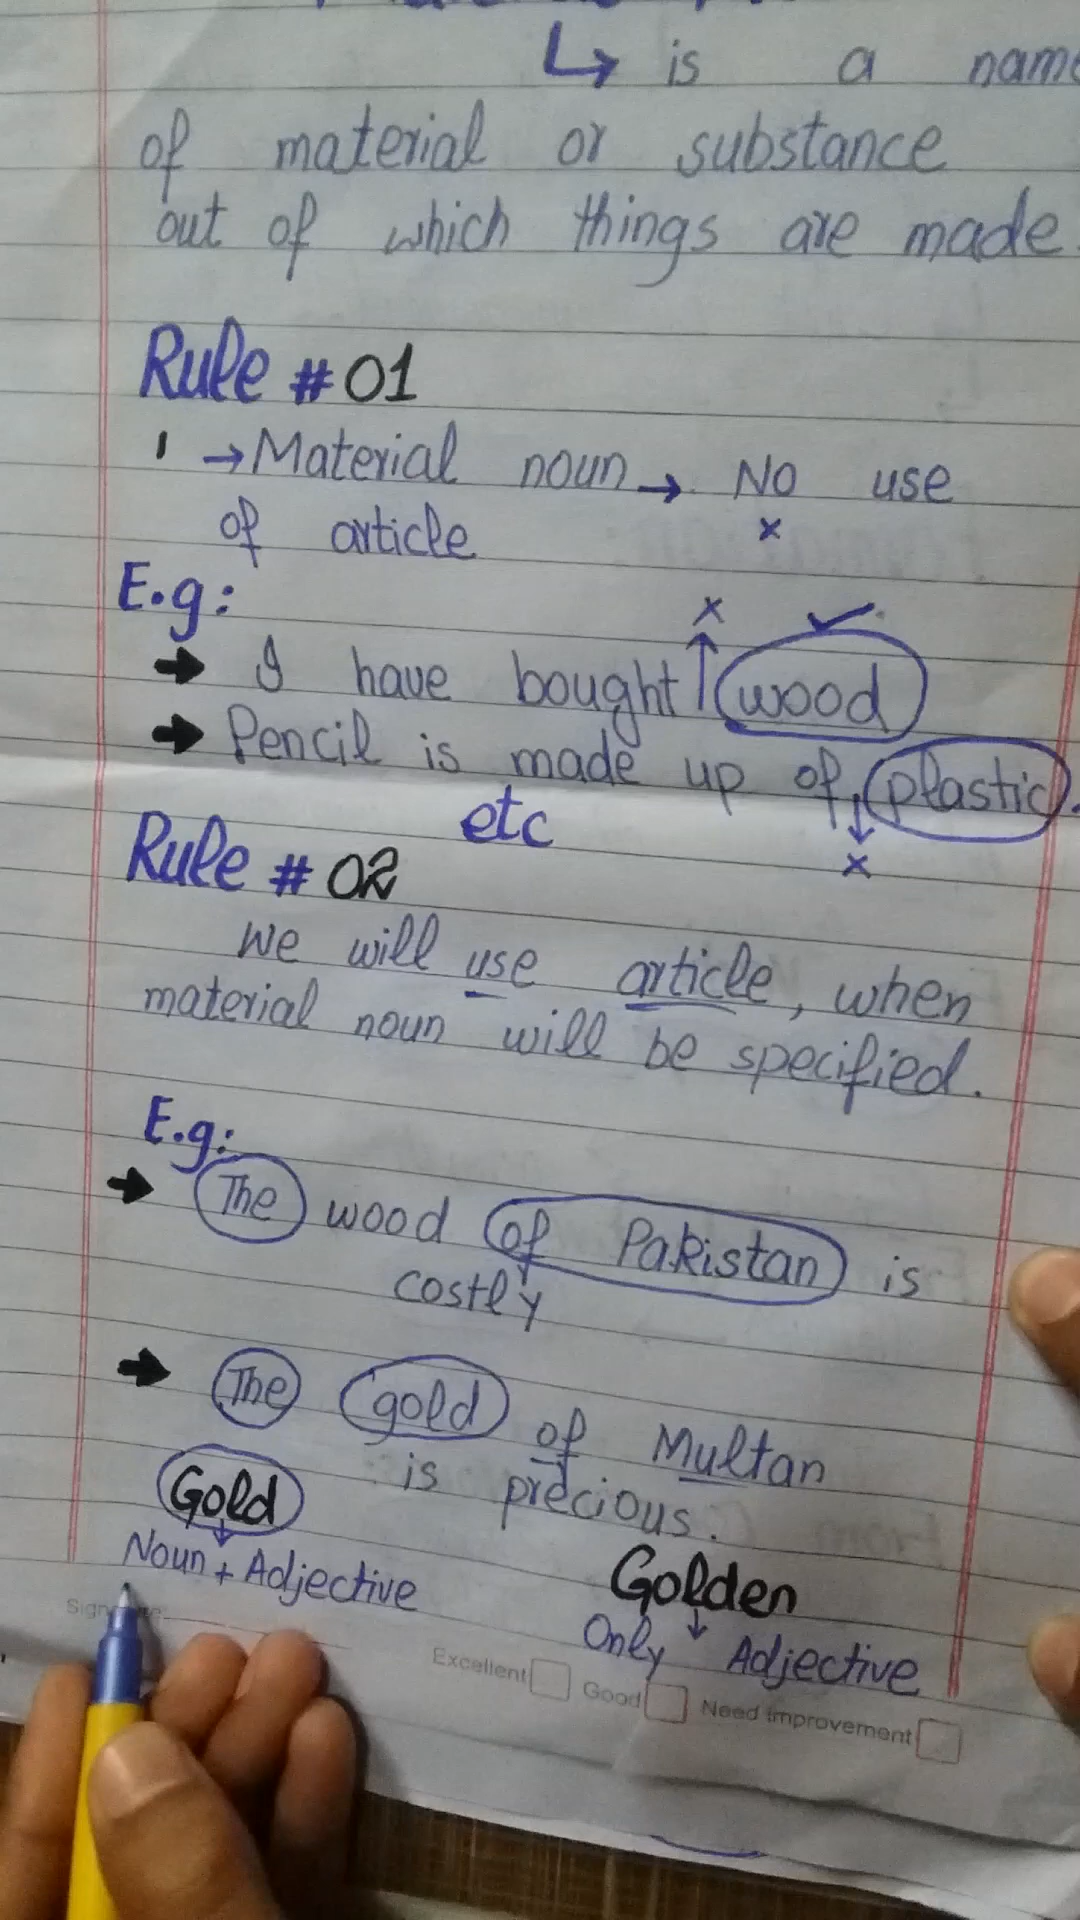 ↳ is a name
of material or substance
out of which things are made.
Rule # 01
1 → Material noun → No use
x
of article
E.g:
x ✓
→ I have bought ↑ wood
→ Pencil is made up of plastic.
x
etc
Rule # 02
We will use article, when
material noun will be specified.
E.g:
→ The wood of Pakistan is
costly
→ The gold of Multan
is precious.
Gold
Noun + Adjective
Golden
Only Adjective
Excellent Good Need Improvement